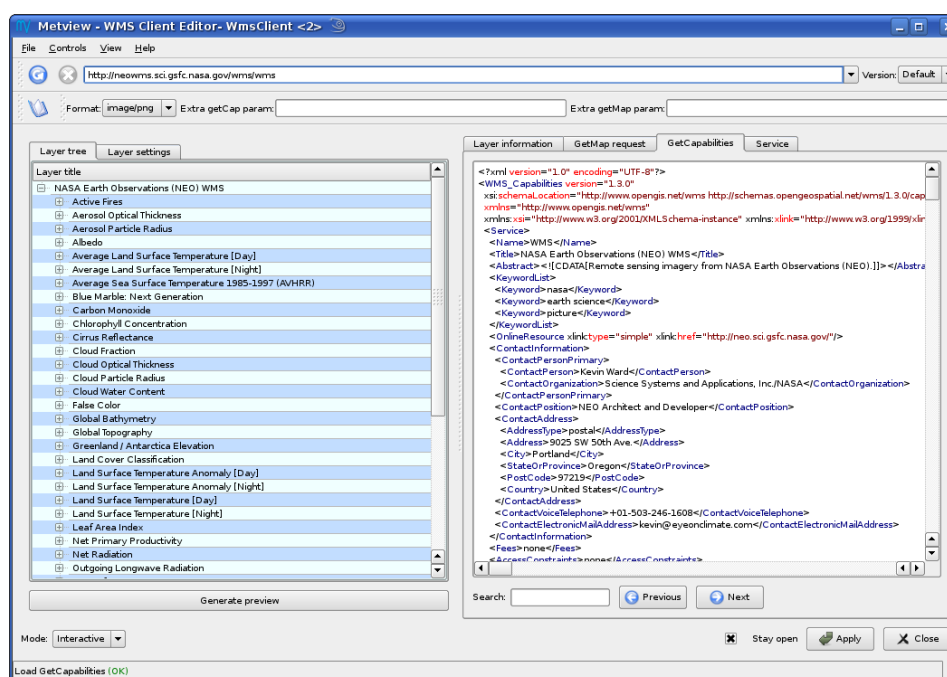 Metview - WMS Client Editor- WmsClient <2>
File Controls View Help
http://neowms.sci.gsfc.nasa.gov/wms/wms
Version: Default
Format: image/png Extra getCap param: Extra getMap param:
Layer tree Layer settings
Layer title
NASA Earth Observations (NEO) WMS
Active Fires
Aerosol Optical Thickness
Aerosol Particle Radius
Albedo
Average Land Surface Temperature [Day]
Average Land Surface Temperature [Night]
Average Sea Surface Temperature 1985-1997 (AVHRR)
Blue Marble: Next Generation
Carbon Monoxide
Chlorophyll Concentration
Cirrus Reflectance
Cloud Fraction
Cloud Optical Thickness
Cloud Particle Radius
Cloud Water Content
False Color
Global Bathymetry
Global Topography
Greenland / Antarctica Elevation
Land Cover Classification
Land Surface Temperature Anomaly [Day]
Land Surface Temperature Anomaly [Night]
Land Surface Temperature [Day]
Land Surface Temperature [Night]
Leaf Area Index
Net Primary Productivity
Net Radiation
Outgoing Longwave Radiation
Generate preview
Layer information GetMap request GetCapabilities Service
<?xml version="1.0" encoding="UTF-8"?>
<WMS_Capabilities version="1.3.0"
xsi:schemaLocation="http://www.opengis.net/wms http://schemas.opengeospatial.net/wms/1.3.0/cap
xmlns="http://www.opengis.net/wms"
xmlns:xsi="http://www.w3.org/2001/XMLSchema-instance" xmlns:xlink="http://www.w3.org/1999/xlin
<Service>
<Name>WMS</Name>
<Title>NASA Earth Observations (NEO) WMS</Title>
<Abstract><![CDATA[Remote sensing imagery from NASA Earth Observations (NEO).]]></Abstra
<KeywordList>
<Keyword>nasa</Keyword>
<Keyword>earth science</Keyword>
<Keyword>picture</Keyword>
</KeywordList>
<OnlineResource xlink:type="simple" xlink:href="http://neo.sci.gsfc.nasa.gov/"/>
<ContactInformation>
<ContactPersonPrimary>
<ContactPerson>Kevin Ward</ContactPerson>
<ContactOrganization>Science Systems and Applications, Inc./NASA</ContactOrganization>
</ContactPersonPrimary>
<ContactPosition>NEO Architect and Developer</ContactPosition>
<ContactAddress>
<AddressType>postal</AddressType>
<Address>9025 SW 50th Ave.</Address>
<City>Portland</City>
<StateOrProvince>Oregon</StateOrProvince>
<PostCode>97219</PostCode>
<Country>United States</Country>
</ContactAddress>
<ContactVoiceTelephone>+01-503-246-1608</ContactVoiceTelephone>
<ContactElectronicMailAddress>kevin@eyeonclimate.com</ContactElectronicMailAddress>
</ContactInformation>
<Fees>none</Fees>
<AccessConstraints>none</AccessConstraints>
Search: Previous Next
Mode: Interactive
Stay open Apply Close
Load GetCapabilities (OK)